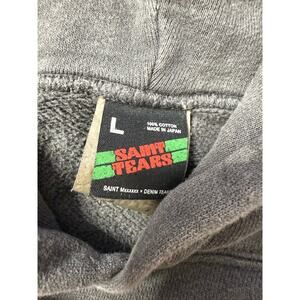 L
100% COTTON
MADE IN JAPAN
SAINT
TEARS
SAINT Mxxxxxx × DENIM TEARS